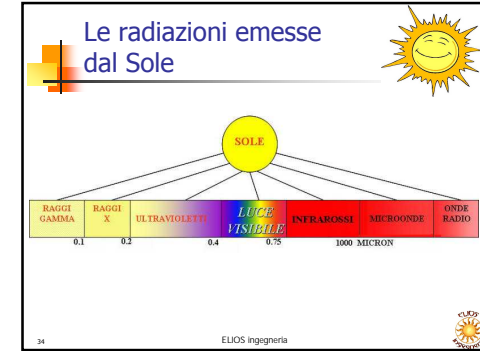 Le radiazioni emesse
dal Sole
SOLE
RAGGI GAMMA
RAGGI X
ULTRAVIOLETTI
LUCE VISIBILE
INFRAROSSI
MICROONDE
ONDE RADIO
0.1 0.2 0.4 0.75 1000 MICRON
34 ELIOS ingegneria